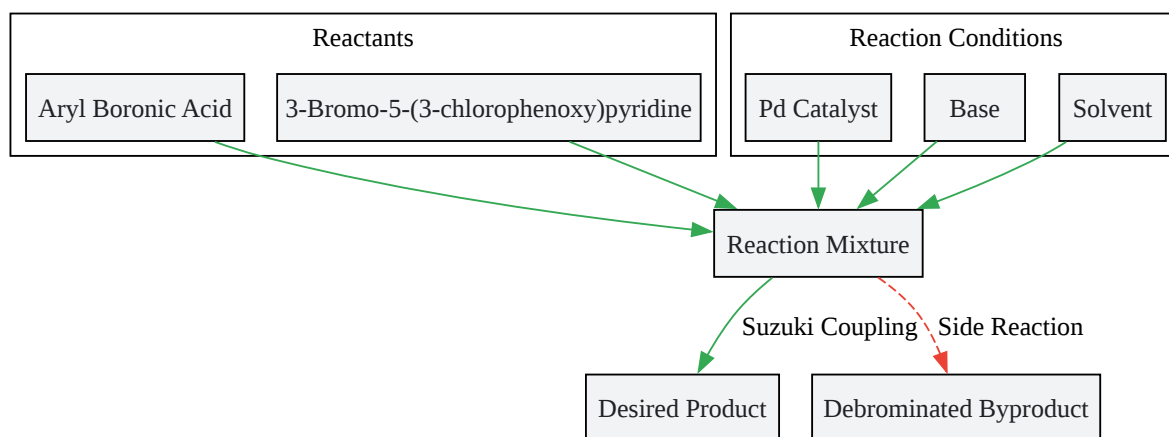 Reactants
Reaction Conditions
Aryl Boronic Acid
3-Bromo-5-(3-chlorophenoxy)pyridine
Pd Catalyst
Base
Solvent
Reaction Mixture
Suzuki Coupling
Side Reaction
Desired Product
Debrominated Byproduct